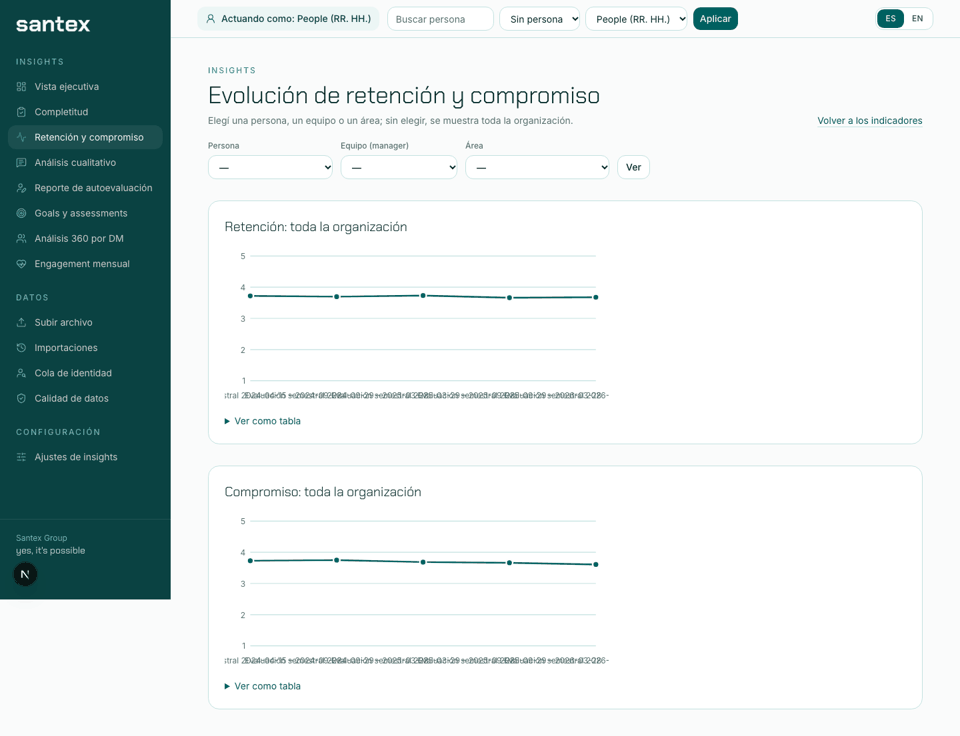 santex
INSIGHTS
Vista ejecutiva
Completitud
Retención y compromiso
Análisis cualitativo
Reporte de autoevaluación
Goals y assessments
Análisis 360 por DM
Engagement mensual
DATOS
Subir archivo
Importaciones
Cola de identidad
Calidad de datos
CONFIGURACIÓN
Ajustes de insights
Santex Group
yes, it's possible
N
Actuando como: People (RR. HH.)
Buscar persona
Sin persona
People (RR. HH.)
Aplicar
ES
EN
INSIGHTS
Evolución de retención y compromiso
Elegí una persona, un equipo o un área; sin elegir, se muestra toda la organización.
Volver a los indicadores
Persona
Equipo (manager)
Área
—
—
—
Ver
Retención: toda la organización
5
4
3
2
1
Ver como tabla
Compromiso: toda la organización
5
4
3
2
1
Ver como tabla